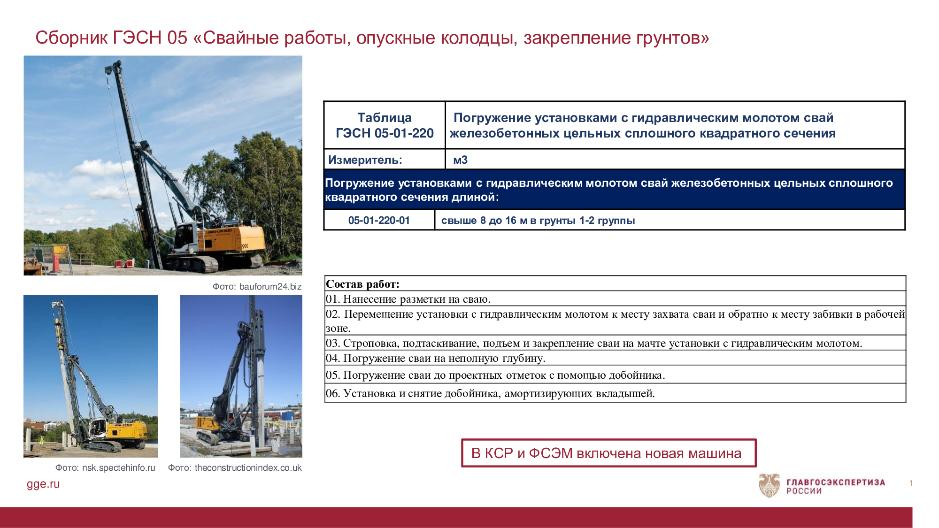 Сборник ГЭСН 05 «Свайные работы, опускные колодцы, закрепление грунтов»
Таблица
ГЭСН 05-01-220
Погружение установками с гидравлическим молотом свай
железобетонных цельных сплошного квадратного сечения
Измеритель:
м3
Погружение установками с гидравлическим молотом свай железобетонных цельных сплошного
квадратного сечения длиной:
05-01-220-01
свыше 8 до 16 м в грунты 1-2 группы
Фото: bauforum24.biz
Состав работ:
01. Нанесение разметки на сваю.
02. Перемещение установки с гидравлическим молотом к месту захвата сваи и обратно к месту забивки в рабочей
зоне.
03. Строповка, подтаскивание, подъем и закрепление сваи на мачте установки с гидравлическим молотом.
04. Погружение сваи на неполную глубину.
05. Погружение сваи до проектных отметок с помощью добойника.
06. Установка и снятие добойника, амортизирующих вкладышей.
В КСР и ФСЭМ включена новая машина
Фото: nsk.spectehinfo.ru
Фото: theconstructionindex.co.uk
gge.ru
ГЛАВГОСЭКСПЕРТИЗА
РОССИИ
1